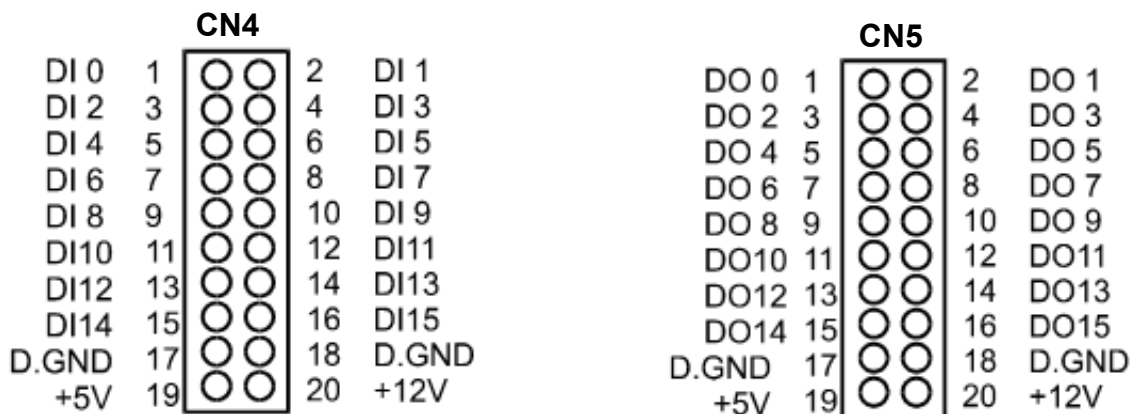 CN4
DI 0 1 2 DI 1
DI 2 3 4 DI 3
DI 4 5 6 DI 5
DI 6 7 8 DI 7
DI 8 9 10 DI 9
DI10 11 12 DI11
DI12 13 14 DI13
DI14 15 16 DI15
D.GND 17 18 D.GND
+5V 19 20 +12V
CN5
DO 0 1 2 DO 1
DO 2 3 4 DO 3
DO 4 5 6 DO 5
DO 6 7 8 DO 7
DO 8 9 10 DO 9
DO10 11 12 DO11
DO12 13 14 DO13
DO14 15 16 DO15
D.GND 17 18 D.GND
+5V 19 20 +12V